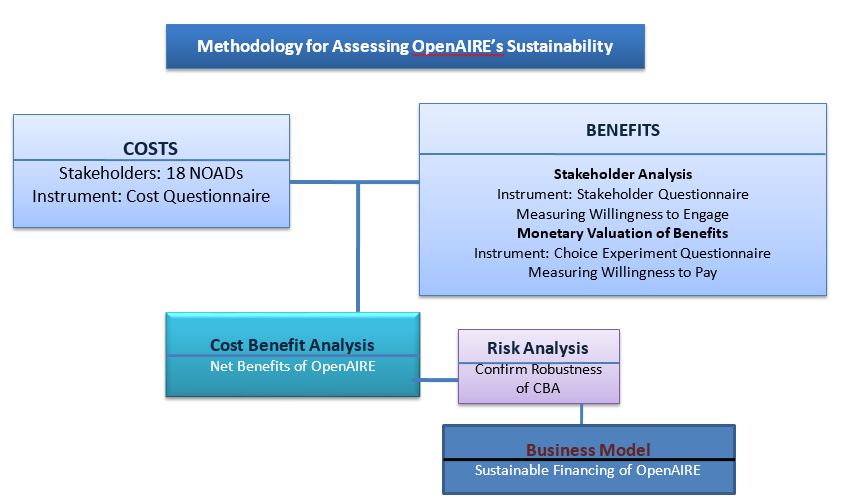 Methodology for Assessing OpenAIRE's Sustainability
COSTS
Stakeholders: 18 NOADs
Instrument: Cost Questionnaire
BENEFITS
Stakeholder Analysis
Instrument: Stakeholder Questionnaire
Measuring Willingness to Engage
Monetary Valuation of Benefits
Instrument: Choice Experiment Questionnaire
Measuring Willingness to Pay
Cost Benefit Analysis
Net Benefits of OpenAIRE
Risk Analysis
Confirm Robustness
of CBA
Business Model
Sustainable Financing of OpenAIRE